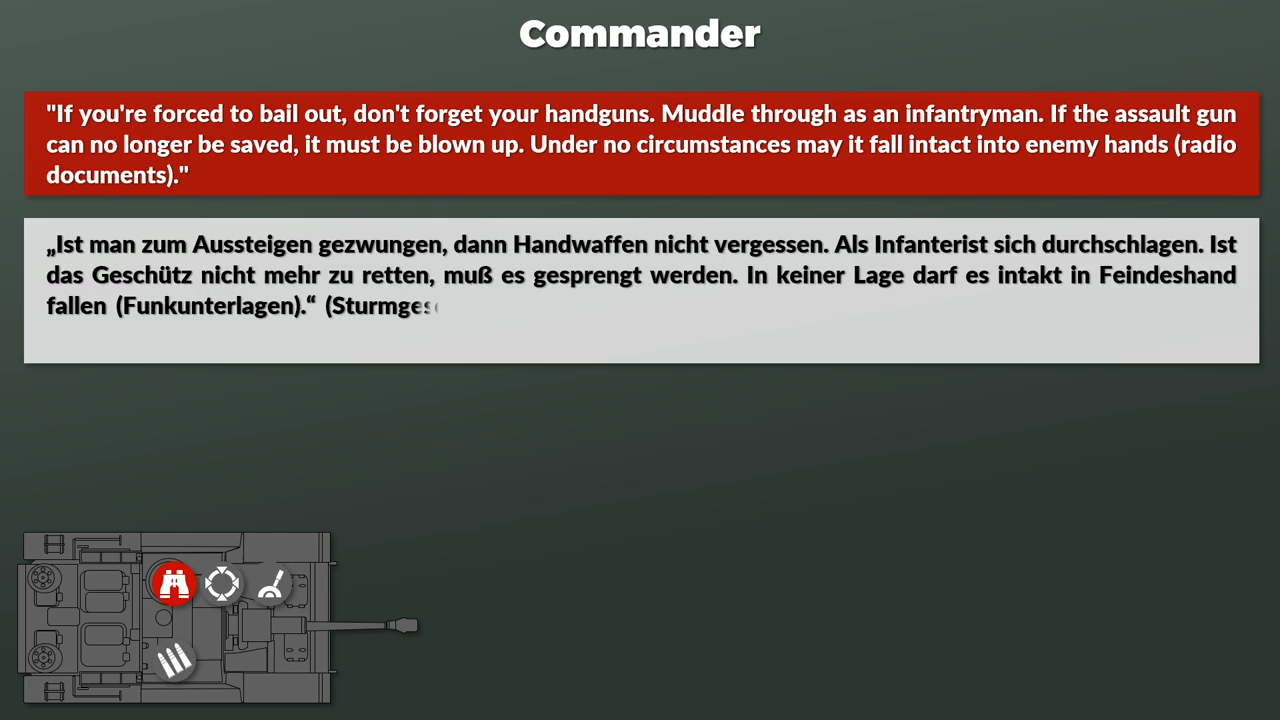 Commander
"If you're forced to bail out, don't forget your handguns. Muddle through as an infantryman. If the assault gun
can no longer be saved, it must be blown up. Under no circumstances may it fall intact into enemy hands (radio
documents)."
„Ist man zum Aussteigen gezwungen, dann Handwaffen nicht vergessen. Als Infanterist sich durchschlagen. Ist
das Geschütz nicht mehr zu retten, muß es gesprengt werden. In keiner Lage darf es intakt in Feindeshand
fallen (Funkunterlagen).“